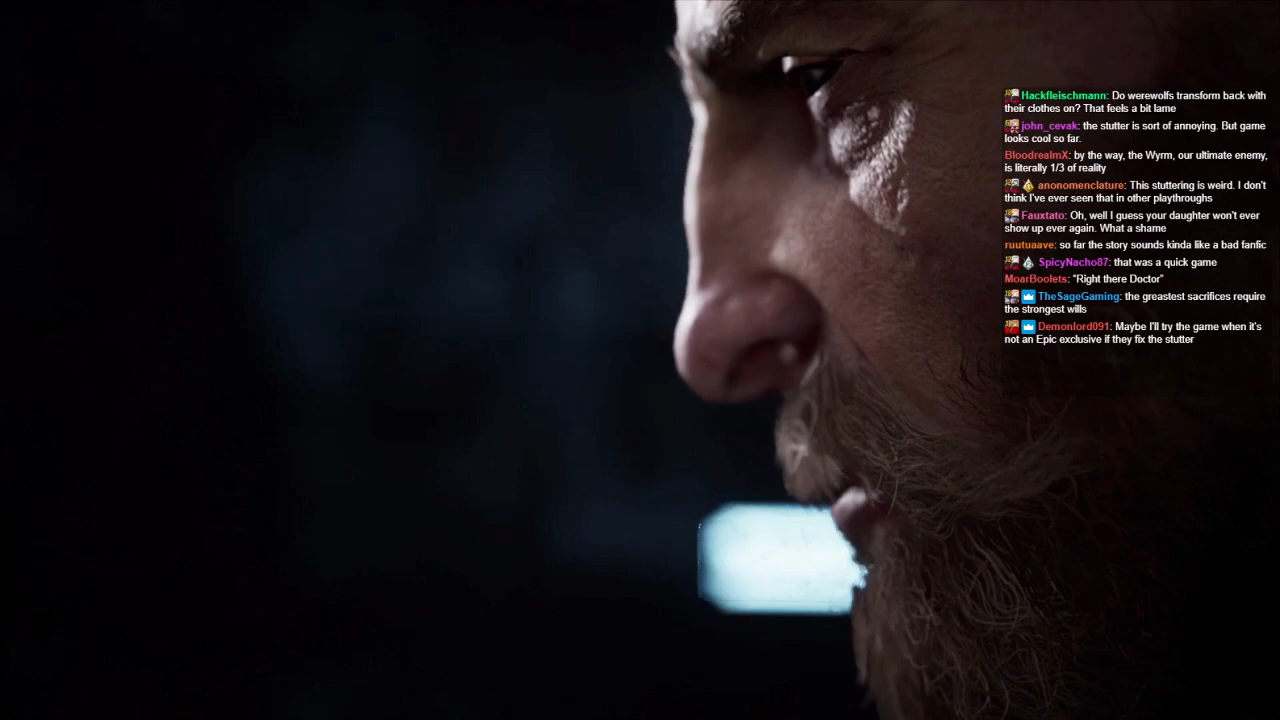 Hackfleischmann: Do werewolfs transform back with
their clothes on? That feels a bit lame
john_cevak: the stutter is sort of annoying. But game
looks cool so far.
BloodrealmX: by the way, the Wyrm, our ultimate enemy,
is literally 1/3 of reality
anonomenclature: This stuttering is weird. I don't
think I've ever seen that in other playthroughs
Fauxtato: Oh, well I guess your daughter won't ever
show up ever again. What a shame
ruutuaave: so far the story sounds kinda like a bad fanfic
SpicyNacho87: that was a quick game
MoarBoolets: "Right there Doctor"
TheSageGaming: the greastest sacrifices require
the strongest wills
Demonlord091: Maybe I'll try the game when it's
not an Epic exclusive if they fix the stutter